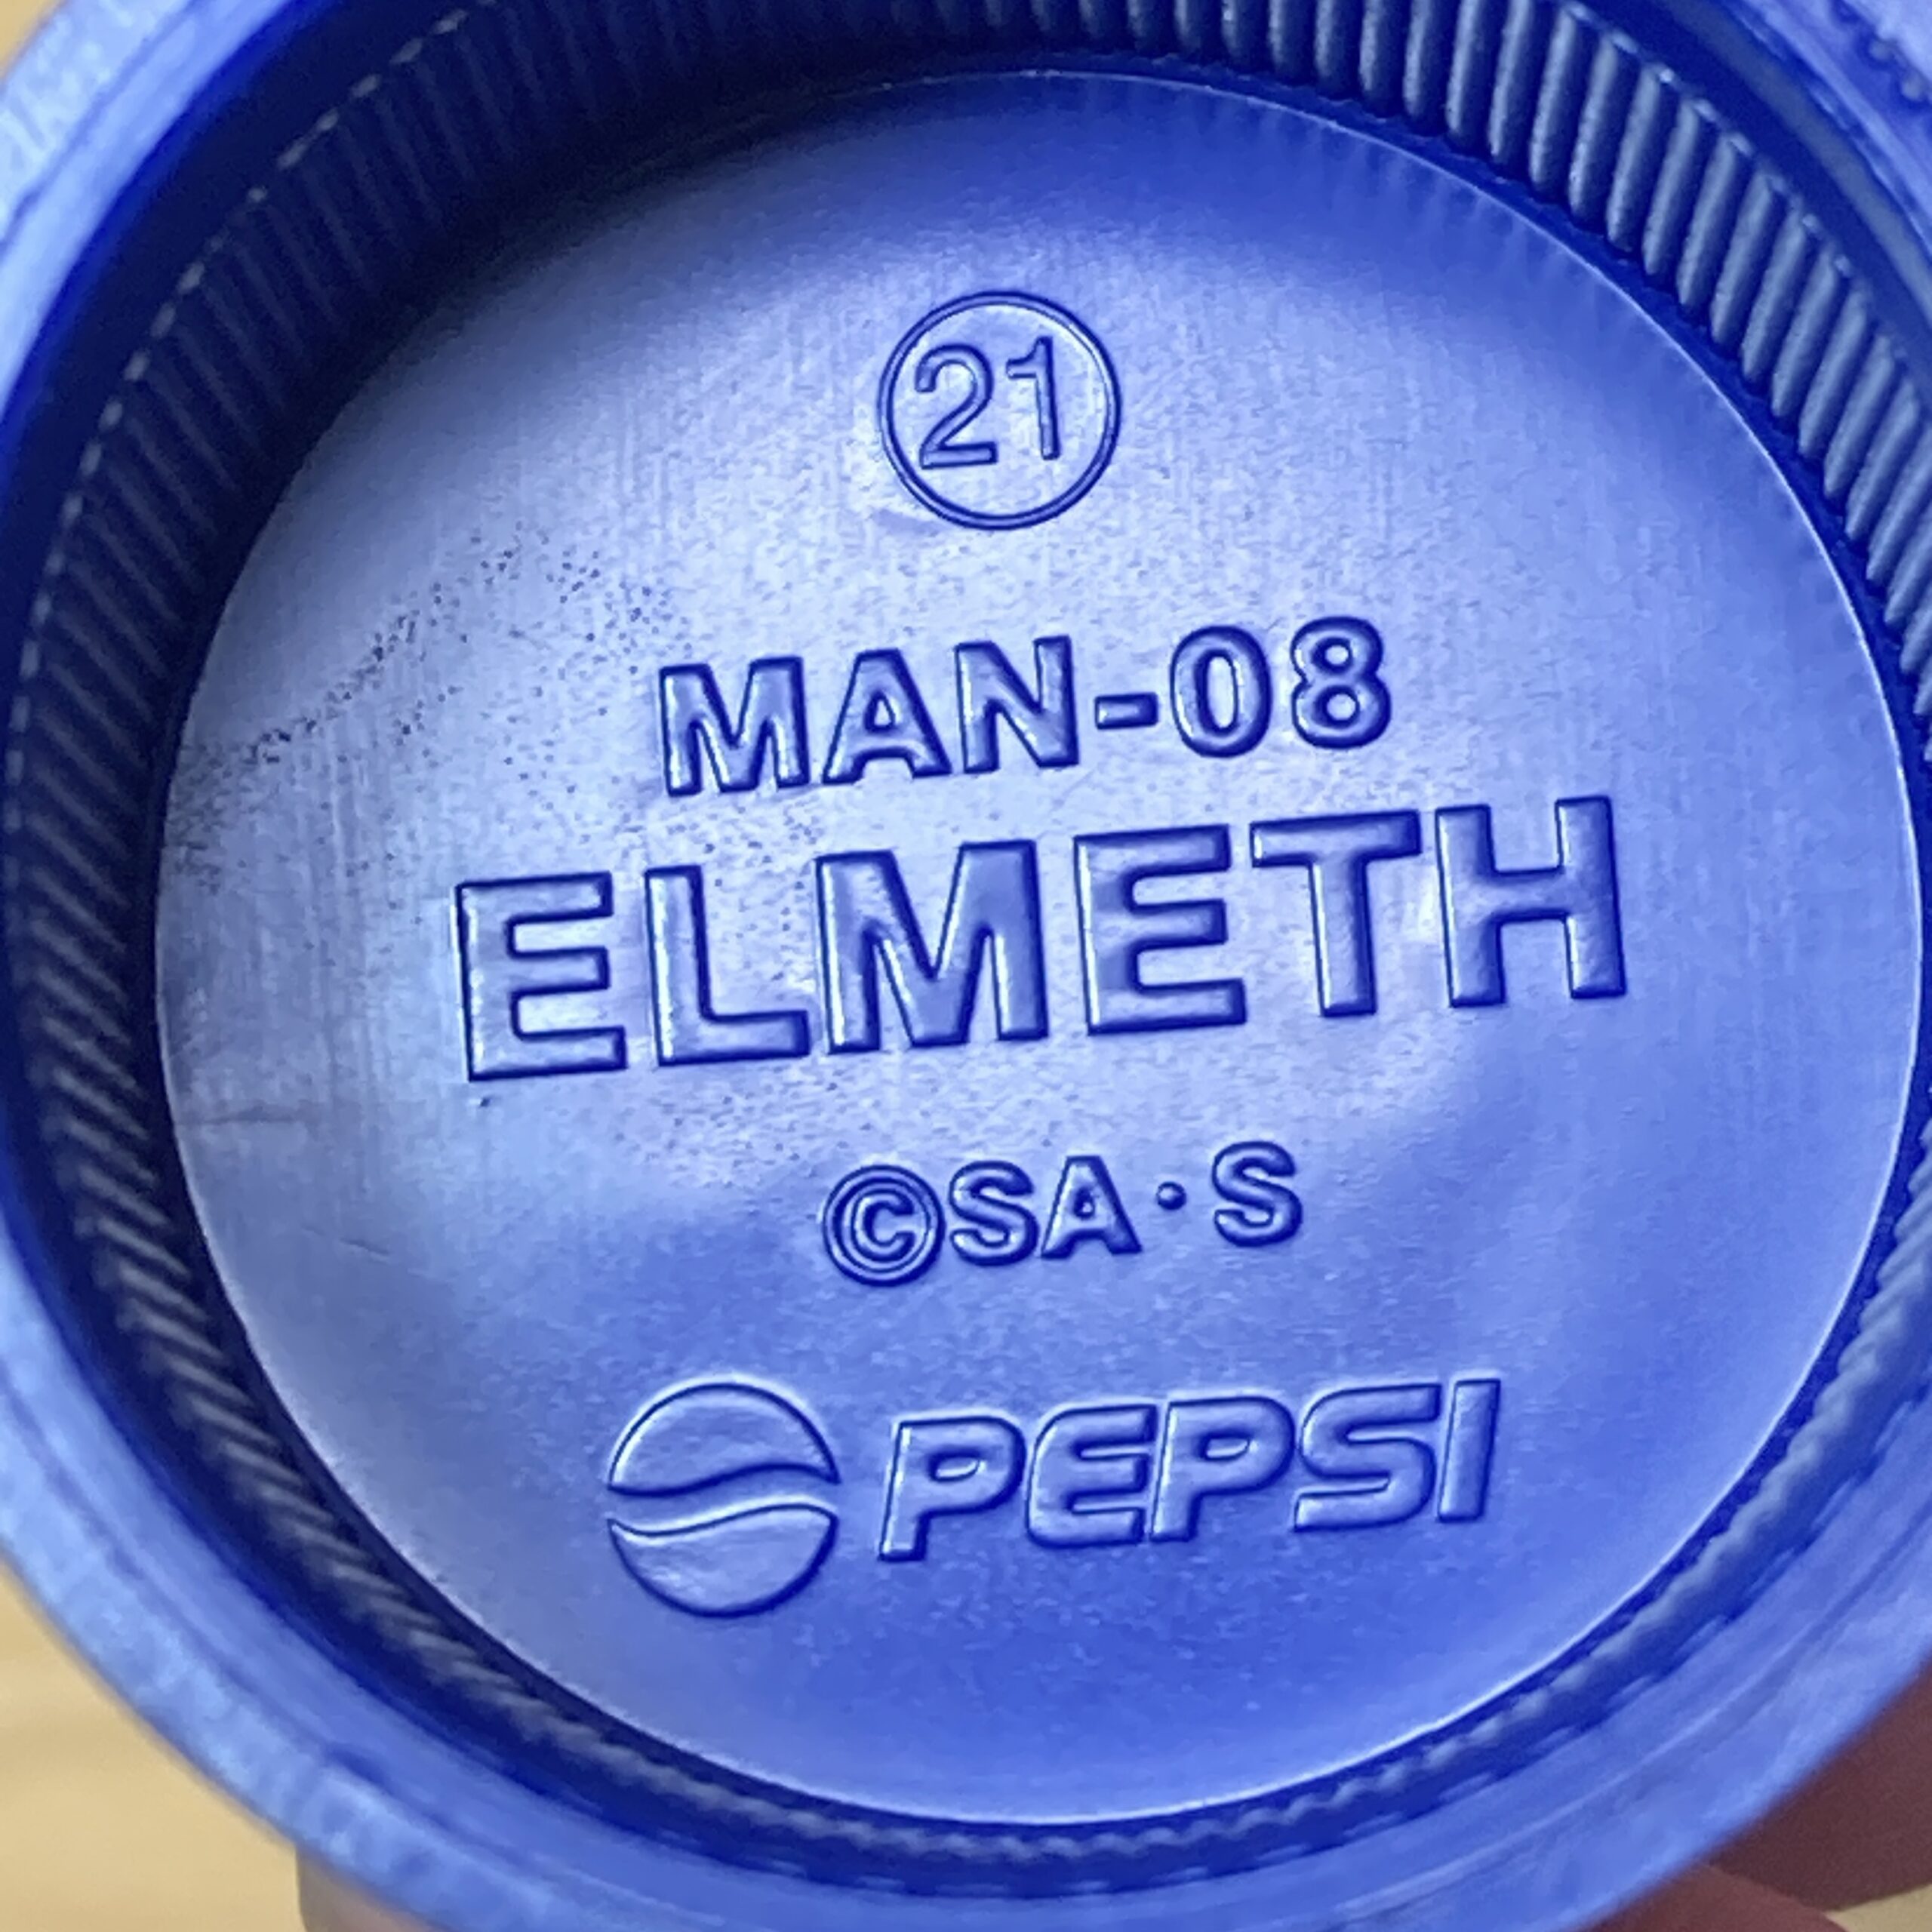 21
MAN-08
ELMETH
©SA・S
PEPSI